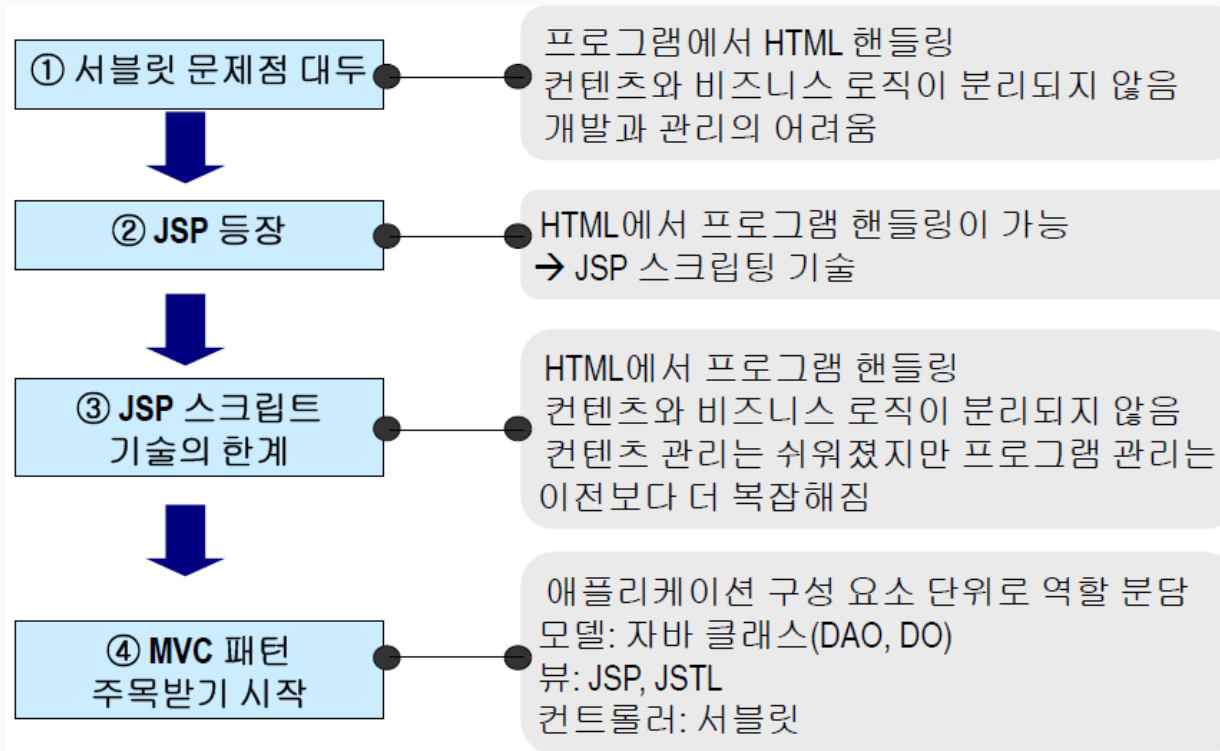 ① 서블릿 문제점 대두
프로그램에서 HTML 핸들링
컨텐츠와 비즈니스 로직이 분리되지 않음
개발과 관리의 어려움
② JSP 등장
HTML에서 프로그램 핸들링이 가능
→ JSP 스크립팅 기술
③ JSP 스크립트
기술의 한계
HTML에서 프로그램 핸들링
컨텐츠와 비즈니스 로직이 분리되지 않음
컨텐츠 관리는 쉬워졌지만 프로그램 관리는
이전보다 더 복잡해짐
④ MVC 패턴
주목받기 시작
애플리케이션 구성 요소 단위로 역할 분담
모델: 자바 클래스(DAO, DO)
뷰: JSP, JSTL
컨트롤러: 서블릿